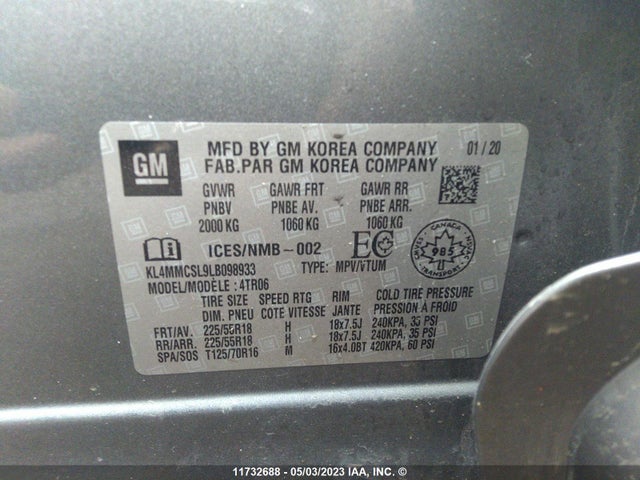 GM
MFD BY GM KOREA COMPANY 01/20
FAB.PAR GM KOREA COMPANY
GVWR GAWR FRT GAWR RR
PNBV PNBE AV. PNBE ARR.
2000 KG 1060 KG 1060 KG
ICES/NMB-002 EC
CANADA
985
TRANSPORT
KL4MMCSL9LB098933 TYPE: MPV/VTUM
MODEL/MODÈLE : 4TR06
TIRE SIZE SPEED RTG RIM COLD TIRE PRESSURE
DIM. PNEU COTE VITESSE JANTE PRESSION À FROID
FRT/AV. 225/55R18 H 18x7.5J 240KPA, 35 PSI
RR/ARR. 225/55R18 H 18x7.5J 240KPA, 35 PSI
SPA/SOS T125/70R16 M 16x4.0BT 420KPA, 60 PSI
11732688 - 05/03/2023 - IAA, Inc. ©